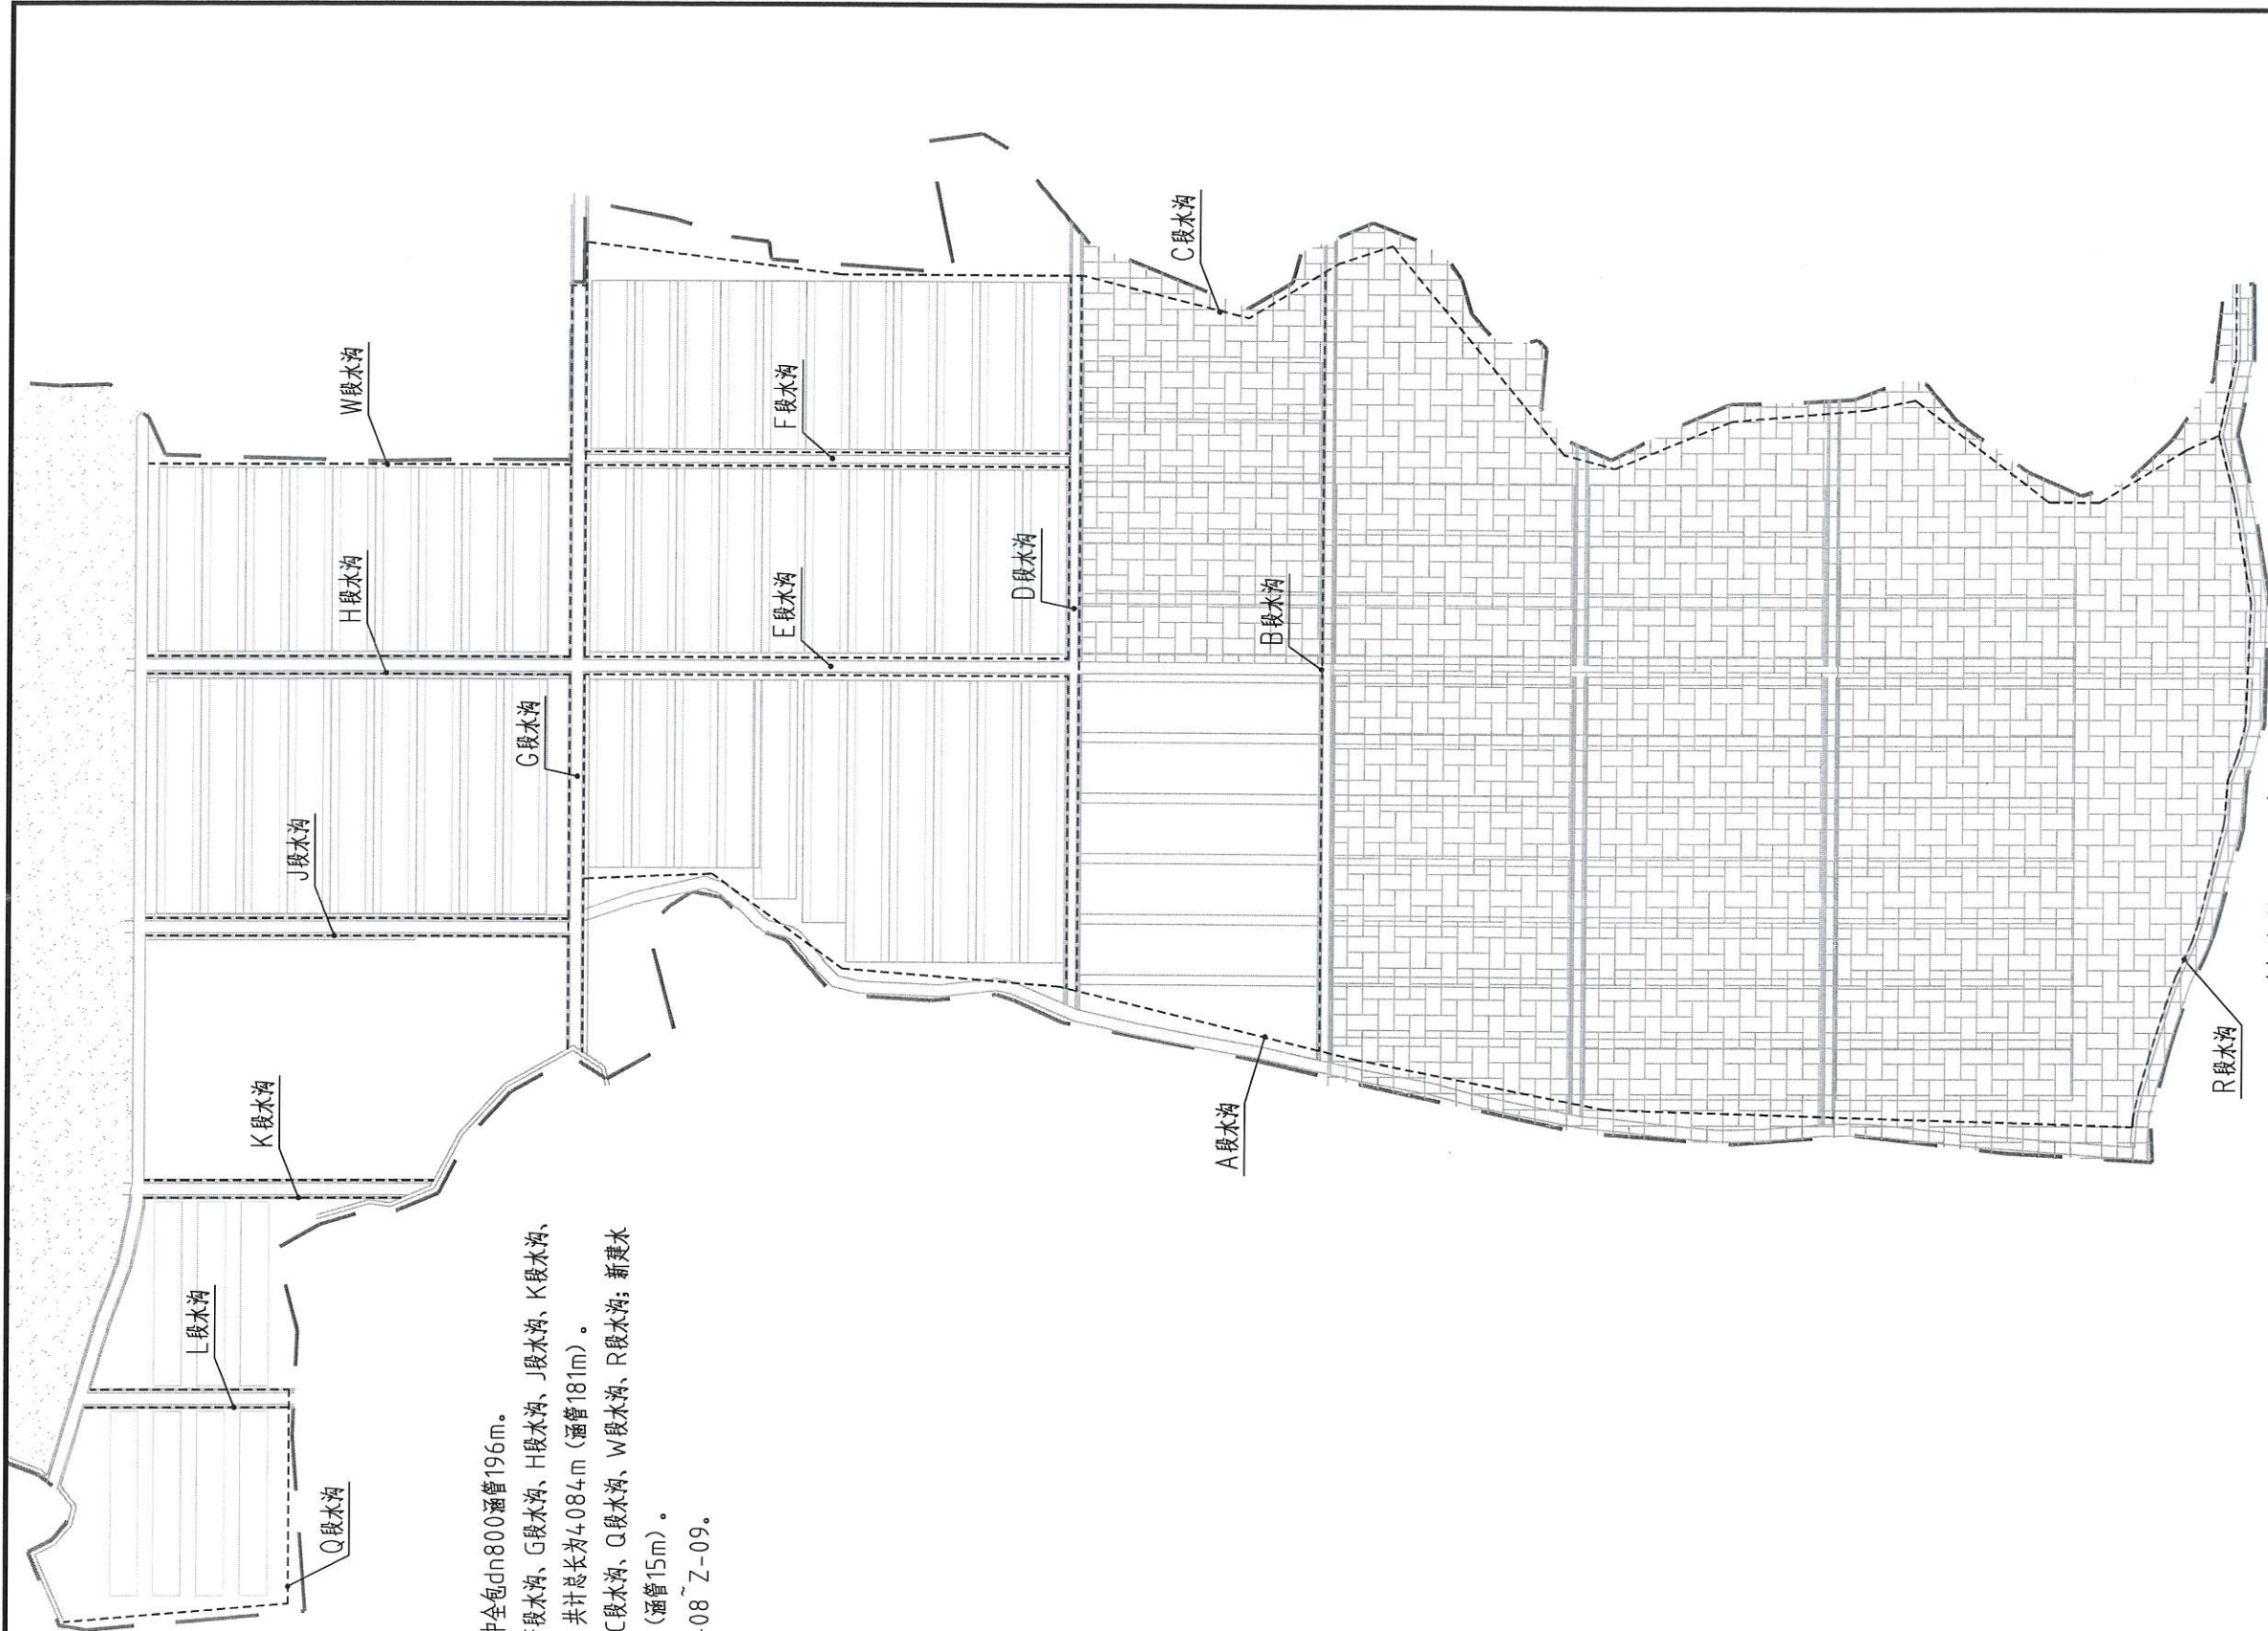 W段水沟
H段水沟
J段水沟
K段水沟
L段水沟
Q段水沟
G段水沟
F段水沟
E段水沟
D段水沟
C段水沟
B段水沟
A段水沟
R段水沟
中全包dn800涵管196m。
段水沟、G段水沟、H段水沟、J段水沟、K段水沟、
共计总长为4084m（涵管181m）。
C段水沟、Q段水沟、W段水沟、R段水沟；新建水
（涵管15m）。
-08~Z-09。